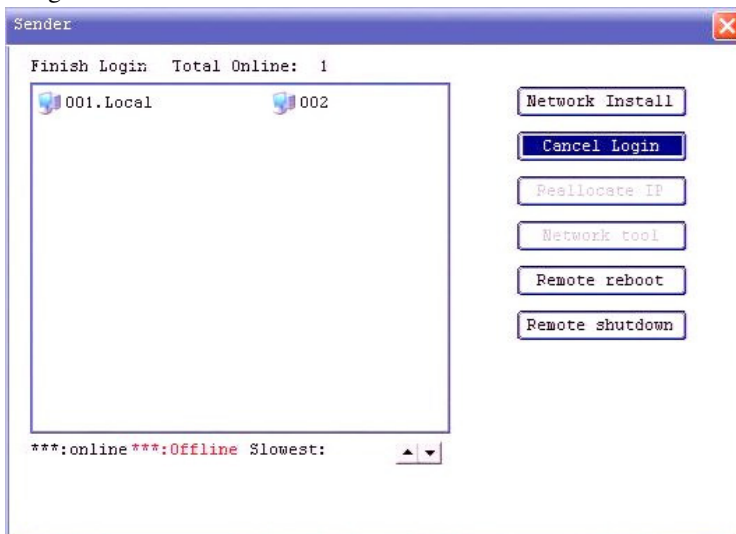 Sender
Finish Login Total Online: 1
001.Local 002
Network Install
Cancel Login
Reallocate IP
Network tool
Remote reboot
Remote shutdown
***:online ***:Offline Slowest: